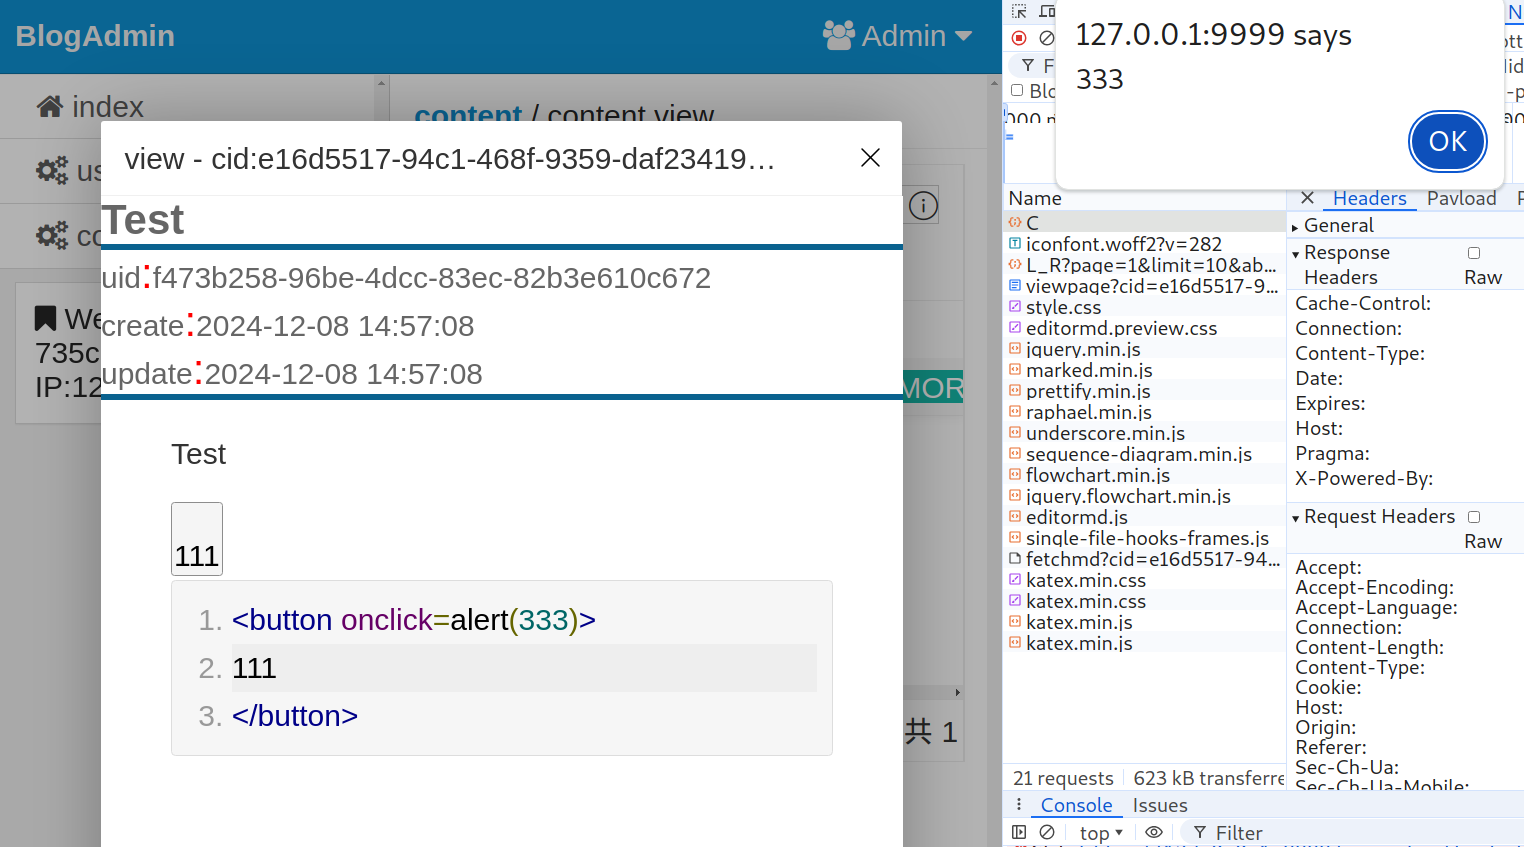 BlogAdmin
Admin
index
content / content view
view - cid:e16d5517-94c1-468f-9359-daf23419…
Test
uid:f473b258-96be-4dcc-83ec-82b3e610c672
create:2024-12-08 14:57:08
update:2024-12-08 14:57:08
735c
IP:12
MOR
Test
111
1. <button onclick=alert(333)>
2. 111
3. </button>
共 1
127.0.0.1:9999 says
333
OK
Name
C
iconfont.woff2?v=282
L_R?page=1&limit=10&ab...
viewpage?cid=e16d5517-9...
style.css
editormd.preview.css
jquery.min.js
marked.min.js
prettify.min.js
raphael.min.js
underscore.min.js
sequence-diagram.min.js
flowchart.min.js
jquery.flowchart.min.js
editormd.js
single-file-hooks-frames.js
fetchmd?cid=e16d5517-94...
katex.min.css
katex.min.css
katex.min.js
katex.min.js
21 requests
623 kB transferre
Headers Payload
General
Response Headers
Raw
Cache-Control:
Connection:
Content-Type:
Date:
Expires:
Host:
Pragma:
X-Powered-By:
Request Headers
Raw
Accept:
Accept-Encoding:
Accept-Language:
Connection:
Content-Length:
Content-Type:
Cookie:
Host:
Origin:
Referer:
Sec-Ch-Ua:
Sec-Ch-Ua-Mobile:
Console Issues
top
Filter